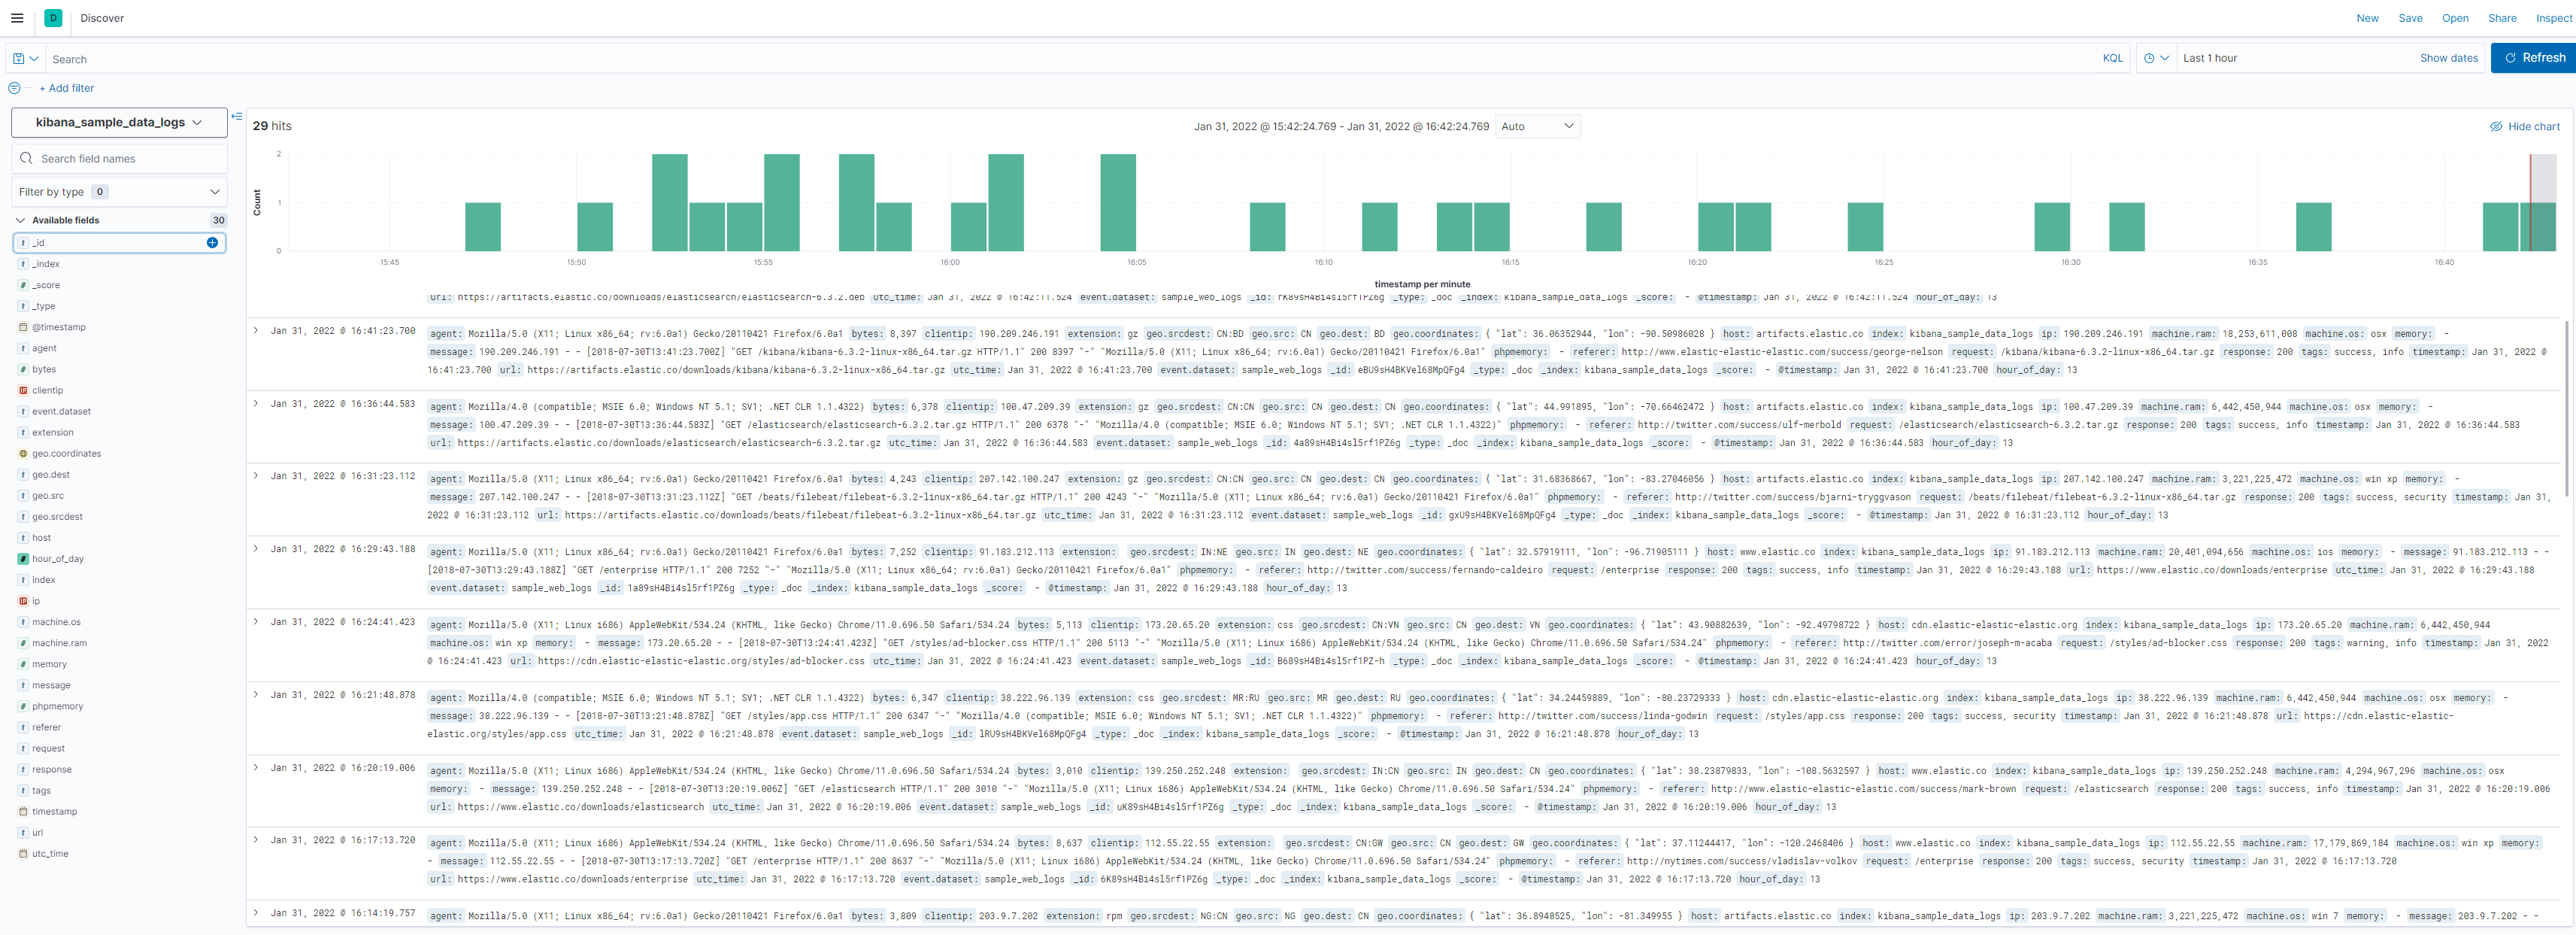 D Discover New Save Open Share Inspect
Search KQL Last 1 hour Show dates Refresh
+ Add filter
kibana_sample_data_logs
Search field names
Filter by type 0
Available fields 30
t _id
t _index
# _score
t _type
@timestamp
t agent
t bytes
IP clientip
t event.dataset
t extension
geo.coordinates
t geo.dest
t geo.src
t geo.srcdest
t host
# hour_of_day
t index
IP ip
t machine.os
# machine.ram
# memory
t message
# phpmemory
t referer
t request
t response
t tags
timestamp
t url
utc_time
29 hits
Jan 31, 2022 @ 15:42:24.769 - Jan 31, 2022 @ 16:42:24.769 Auto
Hide chart
Count
2
1
0
15:45 15:50 15:55 16:00 16:05 16:10 16:15 16:20 16:25 16:30 16:35 16:40
timestamp per minute
url: https://artifacts.elastic.co/downloads/elasticsearch/elasticsearch-6.3.2.deb utc_time: Jan 31, 2022 @ 16:42:11.524 event.dataset: sample_web_logs _id: rK89sH4Bi4sl5rf1PZ6g _type: _doc _index: kibana_sample_data_logs _score: - @timestamp: Jan 31, 2022 @ 16:42:11.524 hour_of_day: 13
Jan 31, 2022 @ 16:41:23.700 agent: Mozilla/5.0 (X11; Linux x86_64; rv:6.0a1) Gecko/20110421 Firefox/6.0a1 bytes: 8,397 clientip: 190.209.246.191 extension: gz geo.srcdest: CN:BD geo.src: CN geo.dest: BD geo.coordinates: { "lat": 36.06352944, "lon": -90.50986028 } host: artifacts.elastic.co index: kibana_sample_data_logs ip: 190.209.246.191 machine.ram: 18,253,611,008 machine.os: osx memory: -
message: 190.209.246.191 - - [2018-07-30T13:41:23.700Z] "GET /kibana/kibana-6.3.2-linux-x86_64.tar.gz HTTP/1.1" 200 8397 "-" "Mozilla/5.0 (X11; Linux x86_64; rv:6.0a1) Gecko/20110421 Firefox/6.0a1" phpmemory: - referer: http://www.elastic-elastic-elastic.com/success/george-nelson request: /kibana/kibana-6.3.2-linux-x86_64.tar.gz response: 200 tags: success, info timestamp: Jan 31, 2022 @
16:41:23.700 url: https://artifacts.elastic.co/downloads/kibana/kibana-6.3.2-linux-x86_64.tar.gz utc_time: Jan 31, 2022 @ 16:41:23.700 event.dataset: sample_web_logs _id: eBU9sH4BKVel68MpQFg4 _type: _doc _index: kibana_sample_data_logs _score: - @timestamp: Jan 31, 2022 @ 16:41:23.700 hour_of_day: 13
Jan 31, 2022 @ 16:36:44.583 agent: Mozilla/4.0 (compatible; MSIE 6.0; Windows NT 5.1; SV1; .NET CLR 1.1.4322) bytes: 6,378 clientip: 100.47.209.39 extension: gz geo.srcdest: CN:CN geo.src: CN geo.dest: CN geo.coordinates: { "lat": 44.991895, "lon": -70.66462472 } host: artifacts.elastic.co index: kibana_sample_data_logs ip: 100.47.209.39 machine.ram: 6,442,450,944 machine.os: osx memory: -
message: 100.47.209.39 - - [2018-07-30T13:36:44.583Z] "GET /elasticsearch/elasticsearch-6.3.2.tar.gz HTTP/1.1" 200 6378 "-" "Mozilla/4.0 (compatible; MSIE 6.0; Windows NT 5.1; SV1; .NET CLR 1.1.4322)" phpmemory: - referer: http://twitter.com/success/ulf-merbold request: /elasticsearch/elasticsearch-6.3.2.tar.gz response: 200 tags: success, info timestamp: Jan 31, 2022 @ 16:36:44.583
url: https://artifacts.elastic.co/downloads/elasticsearch/elasticsearch-6.3.2.tar.gz utc_time: Jan 31, 2022 @ 16:36:44.583 event.dataset: sample_web_logs _id: 4a89sH4Bi4sl5rf1PZ6g _type: _doc _index: kibana_sample_data_logs _score: - @timestamp: Jan 31, 2022 @ 16:36:44.583 hour_of_day: 13
Jan 31, 2022 @ 16:31:23.112 agent: Mozilla/5.0 (X11; Linux x86_64; rv:6.0a1) Gecko/20110421 Firefox/6.0a1 bytes: 4,243 clientip: 207.142.100.247 extension: gz geo.srcdest: CN:CN geo.src: CN geo.dest: CN geo.coordinates: { "lat": 31.68368667, "lon": -83.27046056 } host: artifacts.elastic.co index: kibana_sample_data_logs ip: 207.142.100.247 machine.ram: 3,221,225,472 machine.os: win xp memory: -
message: 207.142.100.247 - - [2018-07-30T13:31:23.112Z] "GET /beats/filebeat/filebeat-6.3.2-linux-x86_64.tar.gz HTTP/1.1" 200 4243 "-" "Mozilla/5.0 (X11; Linux x86_64; rv:6.0a1) Gecko/20110421 Firefox/6.0a1" phpmemory: - referer: http://twitter.com/success/bjarni-tryggvason request: /beats/filebeat/filebeat-6.3.2-linux-x86_64.tar.gz response: 200 tags: success, security timestamp: Jan 31,
2022 @ 16:31:23.112 url: https://artifacts.elastic.co/downloads/beats/filebeat/filebeat-6.3.2-linux-x86_64.tar.gz utc_time: Jan 31, 2022 @ 16:31:23.112 event.dataset: sample_web_logs _id: gxU9sH4BKVel68MpQFg4 _type: _doc _index: kibana_sample_data_logs _score: - @timestamp: Jan 31, 2022 @ 16:31:23.112 hour_of_day: 13
Jan 31, 2022 @ 16:29:43.188 agent: Mozilla/5.0 (X11; Linux x86_64; rv:6.0a1) Gecko/20110421 Firefox/6.0a1 bytes: 7,252 clientip: 91.183.212.113 extension: geo.srcdest: IN:NE geo.src: IN geo.dest: NE geo.coordinates: { "lat": 32.57919111, "lon": -96.71905111 } host: www.elastic.co index: kibana_sample_data_logs ip: 91.183.212.113 machine.ram: 20,401,094,656 machine.os: ios memory: - message: 91.183.212.113 - -
[2018-07-30T13:29:43.188Z] "GET /enterprise HTTP/1.1" 200 7252 "-" "Mozilla/5.0 (X11; Linux x86_64; rv:6.0a1) Gecko/20110421 Firefox/6.0a1" phpmemory: - referer: http://twitter.com/success/fernando-caldeiro request: /enterprise response: 200 tags: success, info timestamp: Jan 31, 2022 @ 16:29:43.188 url: https://www.elastic.co/downloads/enterprise utc_time: Jan 31, 2022 @ 16:29:43.188
event.dataset: sample_web_logs _id: 1a89sH4Bi4sl5rf1PZ6g _type: _doc _index: kibana_sample_data_logs _score: - @timestamp: Jan 31, 2022 @ 16:29:43.188 hour_of_day: 13
Jan 31, 2022 @ 16:24:41.423 agent: Mozilla/5.0 (X11; Linux i686) AppleWebKit/534.24 (KHTML, like Gecko) Chrome/11.0.696.50 Safari/534.24 bytes: 5,113 clientip: 173.20.65.20 extension: css geo.srcdest: CN:VN geo.src: CN geo.dest: VN geo.coordinates: { "lat": 43.90882639, "lon": -92.49798722 } host: cdn.elastic-elastic-elastic.org index: kibana_sample_data_logs ip: 173.20.65.20 machine.ram: 6,442,450,944
machine.os: win xp memory: - message: 173.20.65.20 - - [2018-07-30T13:24:41.423Z] "GET /styles/ad-blocker.css HTTP/1.1" 200 5113 "-" "Mozilla/5.0 (X11; Linux i686) AppleWebKit/534.24 (KHTML, like Gecko) Chrome/11.0.696.50 Safari/534.24" phpmemory: - referer: http://twitter.com/error/joseph-m-acaba request: /styles/ad-blocker.css response: 200 tags: warning, info timestamp: Jan 31, 2022
@ 16:24:41.423 url: https://cdn.elastic-elastic-elastic.org/styles/ad-blocker.css utc_time: Jan 31, 2022 @ 16:24:41.423 event.dataset: sample_web_logs _id: B689sH4Bi4sl5rf1PZ-h _type: _doc _index: kibana_sample_data_logs _score: - @timestamp: Jan 31, 2022 @ 16:24:41.423 hour_of_day: 13
Jan 31, 2022 @ 16:21:48.878 agent: Mozilla/4.0 (compatible; MSIE 6.0; Windows NT 5.1; SV1; .NET CLR 1.1.4322) bytes: 6,347 clientip: 38.222.96.139 extension: css geo.srcdest: MR:RU geo.src: MR geo.dest: RU geo.coordinates: { "lat": 34.24459889, "lon": -80.23729333 } host: cdn.elastic-elastic-elastic.org index: kibana_sample_data_logs ip: 38.222.96.139 machine.ram: 6,442,450,944 machine.os: osx memory: -
message: 38.222.96.139 - - [2018-07-30T13:21:48.878Z] "GET /styles/app.css HTTP/1.1" 200 6347 "-" "Mozilla/4.0 (compatible; MSIE 6.0; Windows NT 5.1; SV1; .NET CLR 1.1.4322)" phpmemory: - referer: http://twitter.com/success/linda-godwin request: /styles/app.css response: 200 tags: success, security timestamp: Jan 31, 2022 @ 16:21:48.878 url: https://cdn.elastic-elastic-
elastic.org/styles/app.css utc_time: Jan 31, 2022 @ 16:21:48.878 event.dataset: sample_web_logs _id: lRU9sH4BKVel68MpQFg4 _type: _doc _index: kibana_sample_data_logs _score: - @timestamp: Jan 31, 2022 @ 16:21:48.878 hour_of_day: 13
Jan 31, 2022 @ 16:20:19.006 agent: Mozilla/5.0 (X11; Linux i686) AppleWebKit/534.24 (KHTML, like Gecko) Chrome/11.0.696.50 Safari/534.24 bytes: 3,010 clientip: 139.250.252.248 extension: geo.srcdest: IN:CN geo.src: IN geo.dest: CN geo.coordinates: { "lat": 38.23879833, "lon": -108.5632597 } host: www.elastic.co index: kibana_sample_data_logs ip: 139.250.252.248 machine.ram: 4,294,967,296 machine.os: osx
memory: - message: 139.250.252.248 - - [2018-07-30T13:20:19.006Z] "GET /elasticsearch HTTP/1.1" 200 3010 "-" "Mozilla/5.0 (X11; Linux i686) AppleWebKit/534.24 (KHTML, like Gecko) Chrome/11.0.696.50 Safari/534.24" phpmemory: - referer: http://www.elastic-elastic-elastic.com/success/mark-brown request: /elasticsearch response: 200 tags: success, info timestamp: Jan 31, 2022 @ 16:20:19.006
url: https://www.elastic.co/downloads/elasticsearch utc_time: Jan 31, 2022 @ 16:20:19.006 event.dataset: sample_web_logs _id: uK89sH4Bi4sl5rf1PZ6g _type: _doc _index: kibana_sample_data_logs _score: - @timestamp: Jan 31, 2022 @ 16:20:19.006 hour_of_day: 13
Jan 31, 2022 @ 16:17:13.720 agent: Mozilla/5.0 (X11; Linux i686) AppleWebKit/534.24 (KHTML, like Gecko) Chrome/11.0.696.50 Safari/534.24 bytes: 8,637 clientip: 112.55.22.55 extension: geo.srcdest: CN:GW geo.src: CN geo.dest: GW geo.coordinates: { "lat": 37.11244417, "lon": -120.2468406 } host: www.elastic.co index: kibana_sample_data_logs ip: 112.55.22.55 machine.ram: 17,179,869,184 machine.os: win xp memory:
- message: 112.55.22.55 - - [2018-07-30T13:17:13.720Z] "GET /enterprise HTTP/1.1" 200 8637 "-" "Mozilla/5.0 (X11; Linux i686) AppleWebKit/534.24 (KHTML, like Gecko) Chrome/11.0.696.50 Safari/534.24" phpmemory: - referer: http://nytimes.com/success/vladislav-volkov request: /enterprise response: 200 tags: success, security timestamp: Jan 31, 2022 @ 16:17:13.720
url: https://www.elastic.co/downloads/enterprise utc_time: Jan 31, 2022 @ 16:17:13.720 event.dataset: sample_web_logs _id: 6K89sH4Bi4sl5rf1PZ6g _type: _doc _index: kibana_sample_data_logs _score: - @timestamp: Jan 31, 2022 @ 16:17:13.720 hour_of_day: 13
Jan 31, 2022 @ 16:14:19.757 agent: Mozilla/5.0 (X11; Linux x86_64; rv:6.0a1) Gecko/20110421 Firefox/6.0a1 bytes: 3,809 clientip: 203.9.7.202 extension: rpm geo.srcdest: NG:CN geo.src: NG geo.dest: CN geo.coordinates: { "lat": 36.8948525, "lon": -81.349955 } host: artifacts.elastic.co index: kibana_sample_data_logs ip: 203.9.7.202 machine.ram: 3,221,225,472 machine.os: win 7 memory: - message: 203.9.7.202 - -